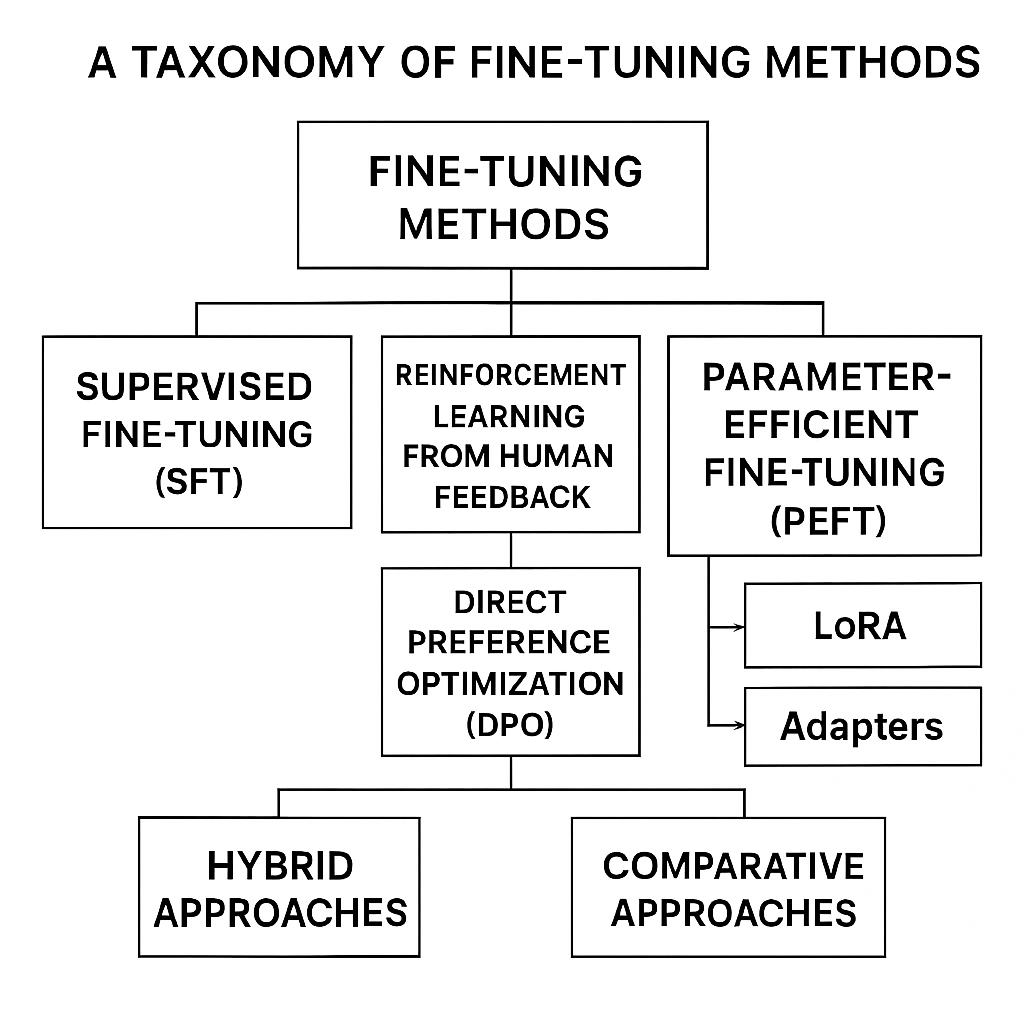 A TAXONOMY OF FINE-TUNING METHODS
FINE-TUNING
METHODS
SUPERVISED
FINE-TUNING
(SFT)
REINFORCEMENT
LEARNING
FROM HUMAN
FEEDBACK
PARAMETER-
EFFICIENT
FINE-TUNING
(PEFT)
DIRECT
PREFERENCE
OPTIMIZATION
(DPO)
LoRA
Adapters
HYBRID
APPROACHES
COMPARATIVE
APPROACHES